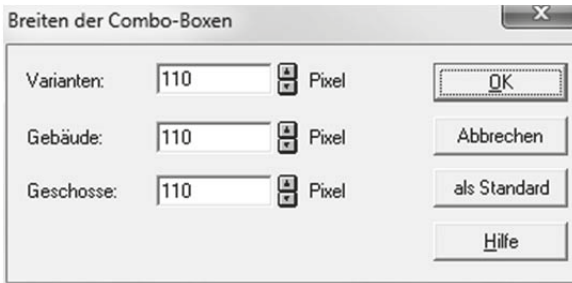 Breiten der Combo-Boxen
Varianten: 110 Pixel OK
Gebäude: 110 Pixel Abbrechen
Geschosse: 110 Pixel als Standard
Hilfe